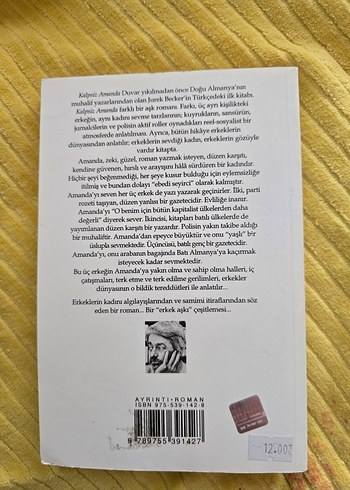 Kalpsiz Amanda Duvar yıkılmadan önce Doğu Almanya'nın
muhalif yazarlarından olan Jurek Becker'in Türkçedeki ilk kitabı.
Kalpsiz Amanda farklı bir aşk romanı. Farkı, üç ayrı kişilikteki
erkeğin, aynı kadını sevme tarzlarının; kuyrukların, sansürün,
jurnalcilerin ve polisin aktif roller oynadıkları reel-sosyalist bir
atmosferde anlatılması. Ayrıca, bütün hikâye erkeklerin
dünyasından anlatılır; erkeklerin sevdiği kadın, erkeklerin gözüyle
vardır kitapta.
Amanda, zeki, güzel, roman yazmak isteyen, düzen karşıtı,
kendine güvenen, hırslı ve arayışını hâlâ sürdüren bir kadındır.
Hiçbir şeyi beğenmediği, her şeye kusur bulduğu için eylemsizliğe
itilmiş ve bundan dolayı "ebedi seyirci" olarak kalmıştır.
Amanda'yı seven her üç erkek de yazı yazarak geçinirler. İlki, parti
rozeti taşıyan, düzen yanlısı bir gazetecidir. Evliliğe inanır.
Amanda'yı "O benim için bütün kapitalist ülkelerden daha
değerli" diyerek sever. İkincisi, kitapları batılı ülkelerde de
yayımlanan düzen karşıtı bir yazardır. Polisin yakın takibe aldığı
bir muhaliftir. Amanda'dan epeyce büyüktür ve onu "yaşlı" bir
üslupla sevmektedir. Üçüncüsü, batılı genç bir gazetecidir.
Amanda'yı, onu arabanın bagajında Batı Almanya'ya kaçırmak
isteyecek kadar sevmektedir.
Bu üç erkeğin Amanda'ya yakın olma ve sahip olma halleri, iç
çatışmaları, terk etme ve terk edilme gerilimleri, erkekler
dünyasının o bildik tereddütleri ile anlatılır...
Erkeklerin kadını algılayışlarından ve samimi itiraflarından söz
eden bir roman... Bir "erkek aşkı" çeşitlemesi...
AYRINTI•ROMAN
ISBN 975-539-142-8
9 789755 391427
12.00